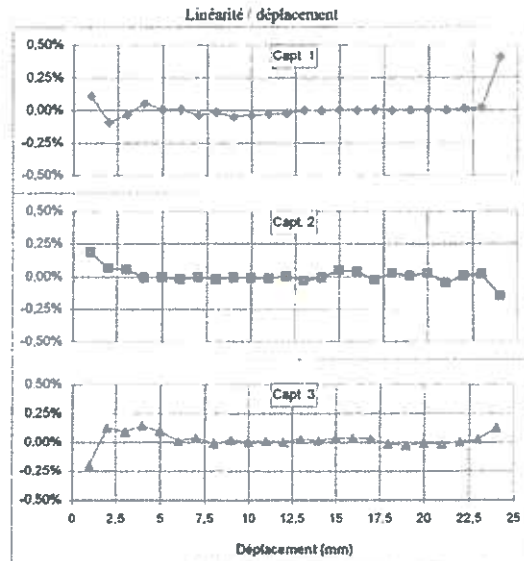 Linéarité / déplacement
0,50%
Capt. 1
0,25%
0,00%
-0,25%
-0,50%
0,50%
Capt. 2
0,25%
0,00%
-0,25%
-0,50%
0,50%
Capt. 3
0,25%
0,00%
-0,25%
-0,50%
0 2,5 5 7,5 10 12,5 15 17,5 20 22,5 25
Déplacement (mm)